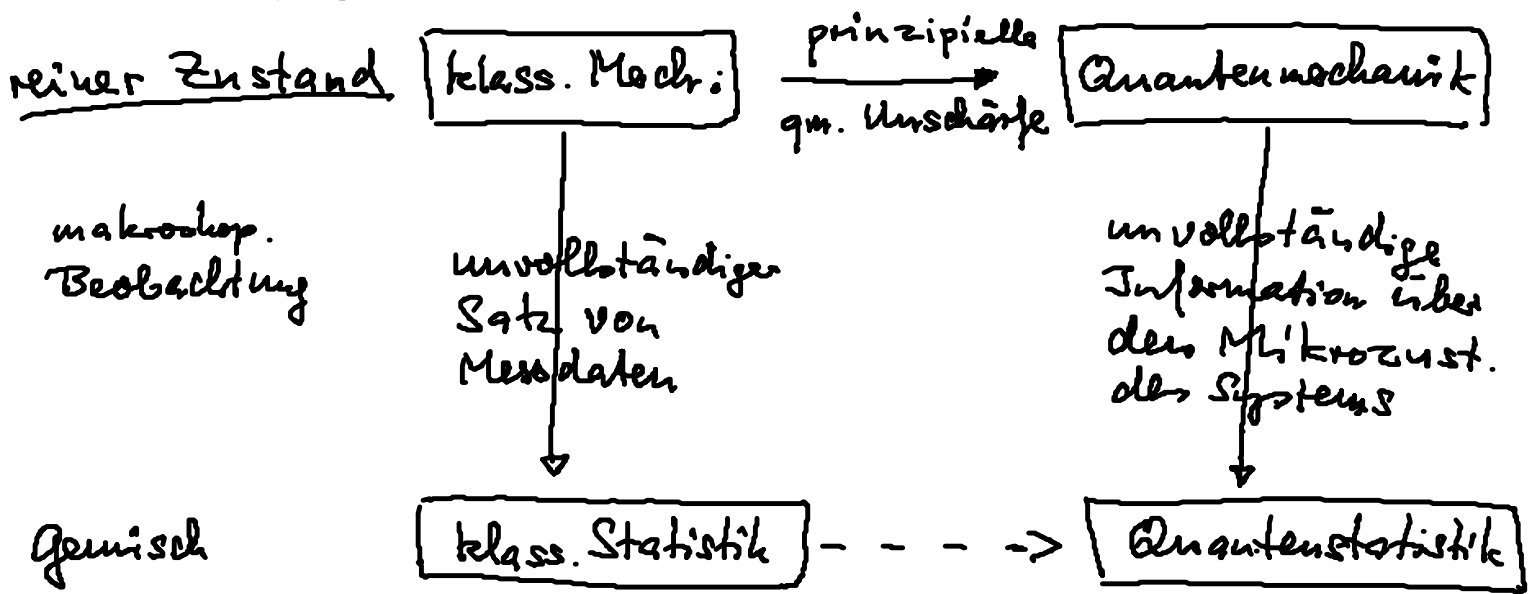 reiner Zustand
klass. Mech.
prinzipielle
qm. Unschärfe
Quantenmechanik
makroskop.
Beobachtung
unvollständiger
Satz von
Messdaten
unvollständige
Information über
den Mikrozust.
des Systems
Gemisch
klass. Statistik
Quantenstatistik